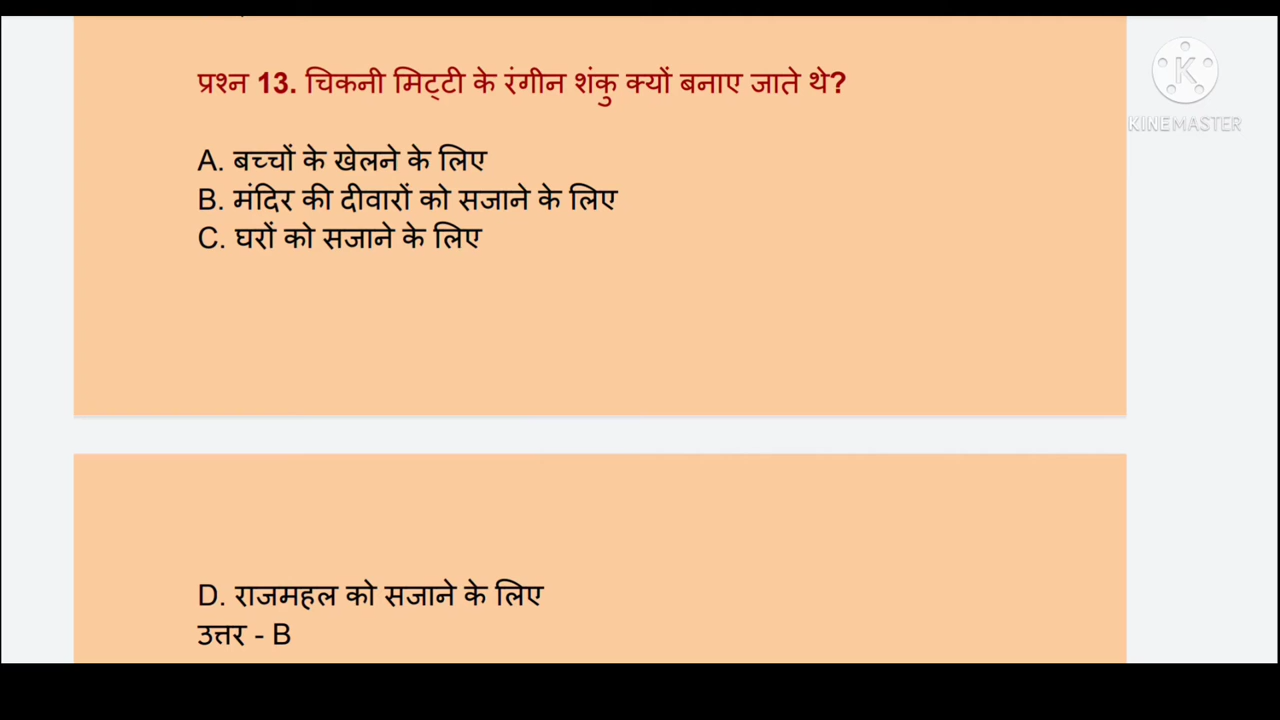 प्रश्न 13. चिकनी मिट्टी के रंगीन शंकु क्यों बनाए जाते थे?
K
KINEMASTER
A. बच्चों के खेलने के लिए
B. मंदिर की दीवारों को सजाने के लिए
C. घरों को सजाने के लिए
D. राजमहल को सजाने के लिए
उत्तर - B